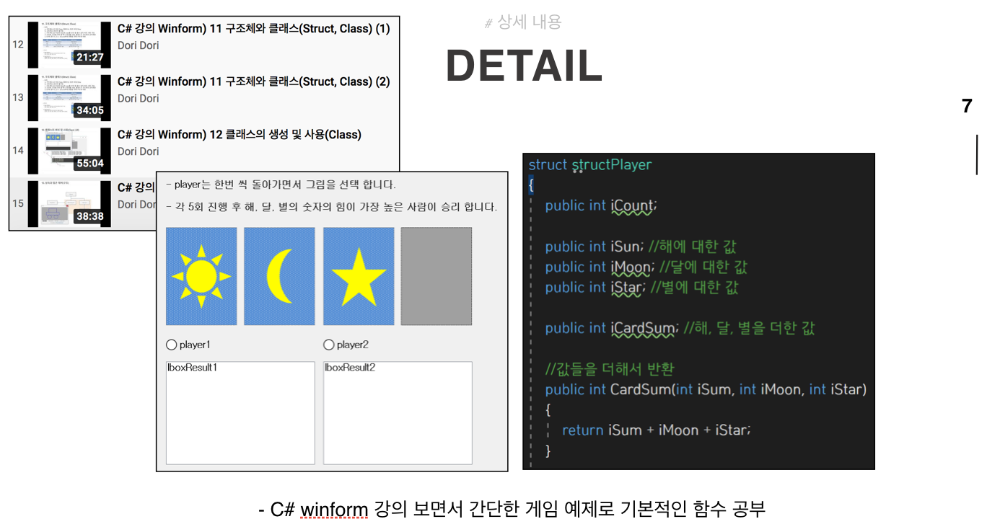 # 상세 내용
DETAIL
7
12
21:27
C# 강의 Winform) 11 구조체와 클래스(Struct, Class) (1)
Dori Dori
13
34:05
C# 강의 Winform) 11 구조체와 클래스(Struct, Class) (2)
Dori Dori
14
55:04
C# 강의 Winform) 12 클래스의 생성 및 사용(Class)
Dori Dori
15
38:38
C# 강의
Dori Dor
- player는 한번 씩 돌아가면서 그림을 선택 합니다.
- 각 5회 진행 후 해, 달, 별의 숫자의 힘이 가장 높은 사람이 승리 합니다.
player1
player2
lboxResult1
lboxResult2
struct structPlayer
{
public int iCount;
public int iSun; //해에 대한 값
public int iMoon; //달에 대한 값
public int iStar; //별에 대한 값
public int iCardSum; //해, 달, 별을 더한 값
//값들을 더해서 반환
public int CardSum(int iSum, int iMoon, int iStar)
{
return iSum + iMoon + iStar;
}
- C# winform 강의 보면서 간단한 게임 예제로 기본적인 함수 공부